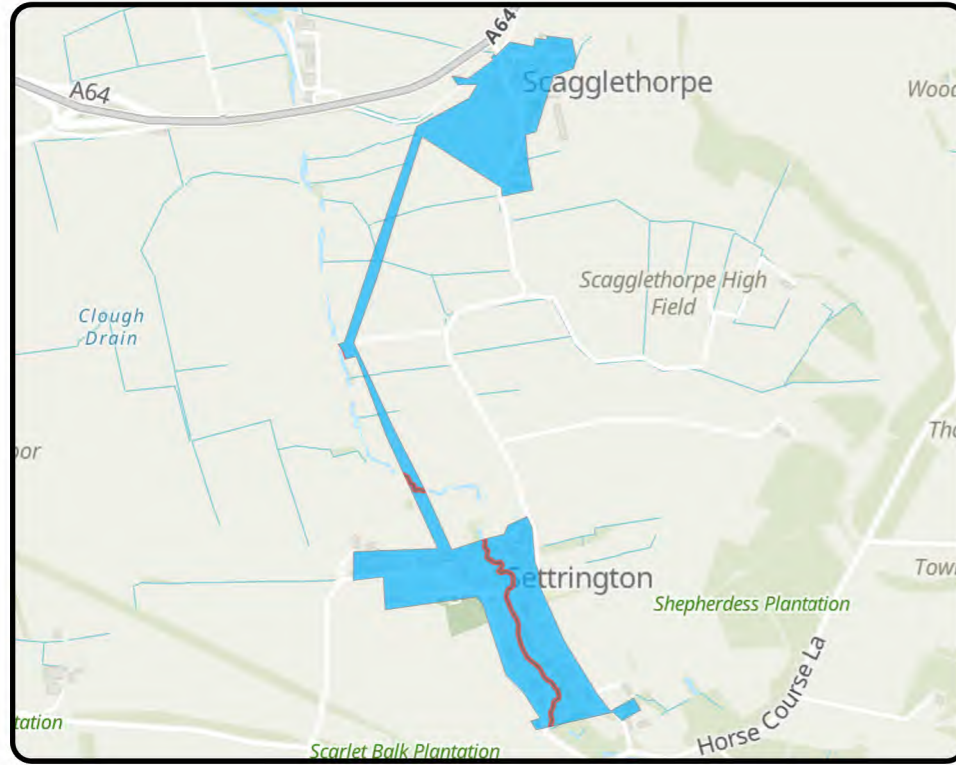 A64
A64
Scagglethorpe
Wood
Scagglethorpe High
Field
Clough
Drain
oor
Tho
Settrington
Town
Shepherdess Plantation
Horse Course La
tation
Scarlet Balk Plantation